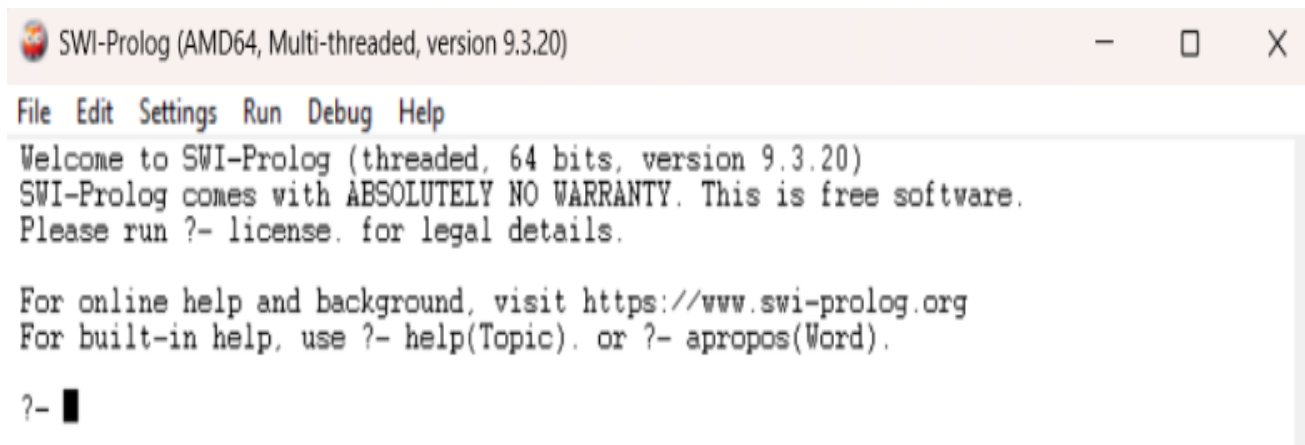 SWI-Prolog (AMD64, Multi-threaded, version 9.3.20)
File Edit Settings Run Debug Help
Welcome to SWI-Prolog (threaded, 64 bits, version 9.3.20)
SWI-Prolog comes with ABSOLUTELY NO WARRANTY. This is free software.
Please run ?- license. for legal details.
For online help and background, visit https://www.swi-prolog.org
For built-in help, use ?- help(Topic). or ?- apropos(Word).
?-